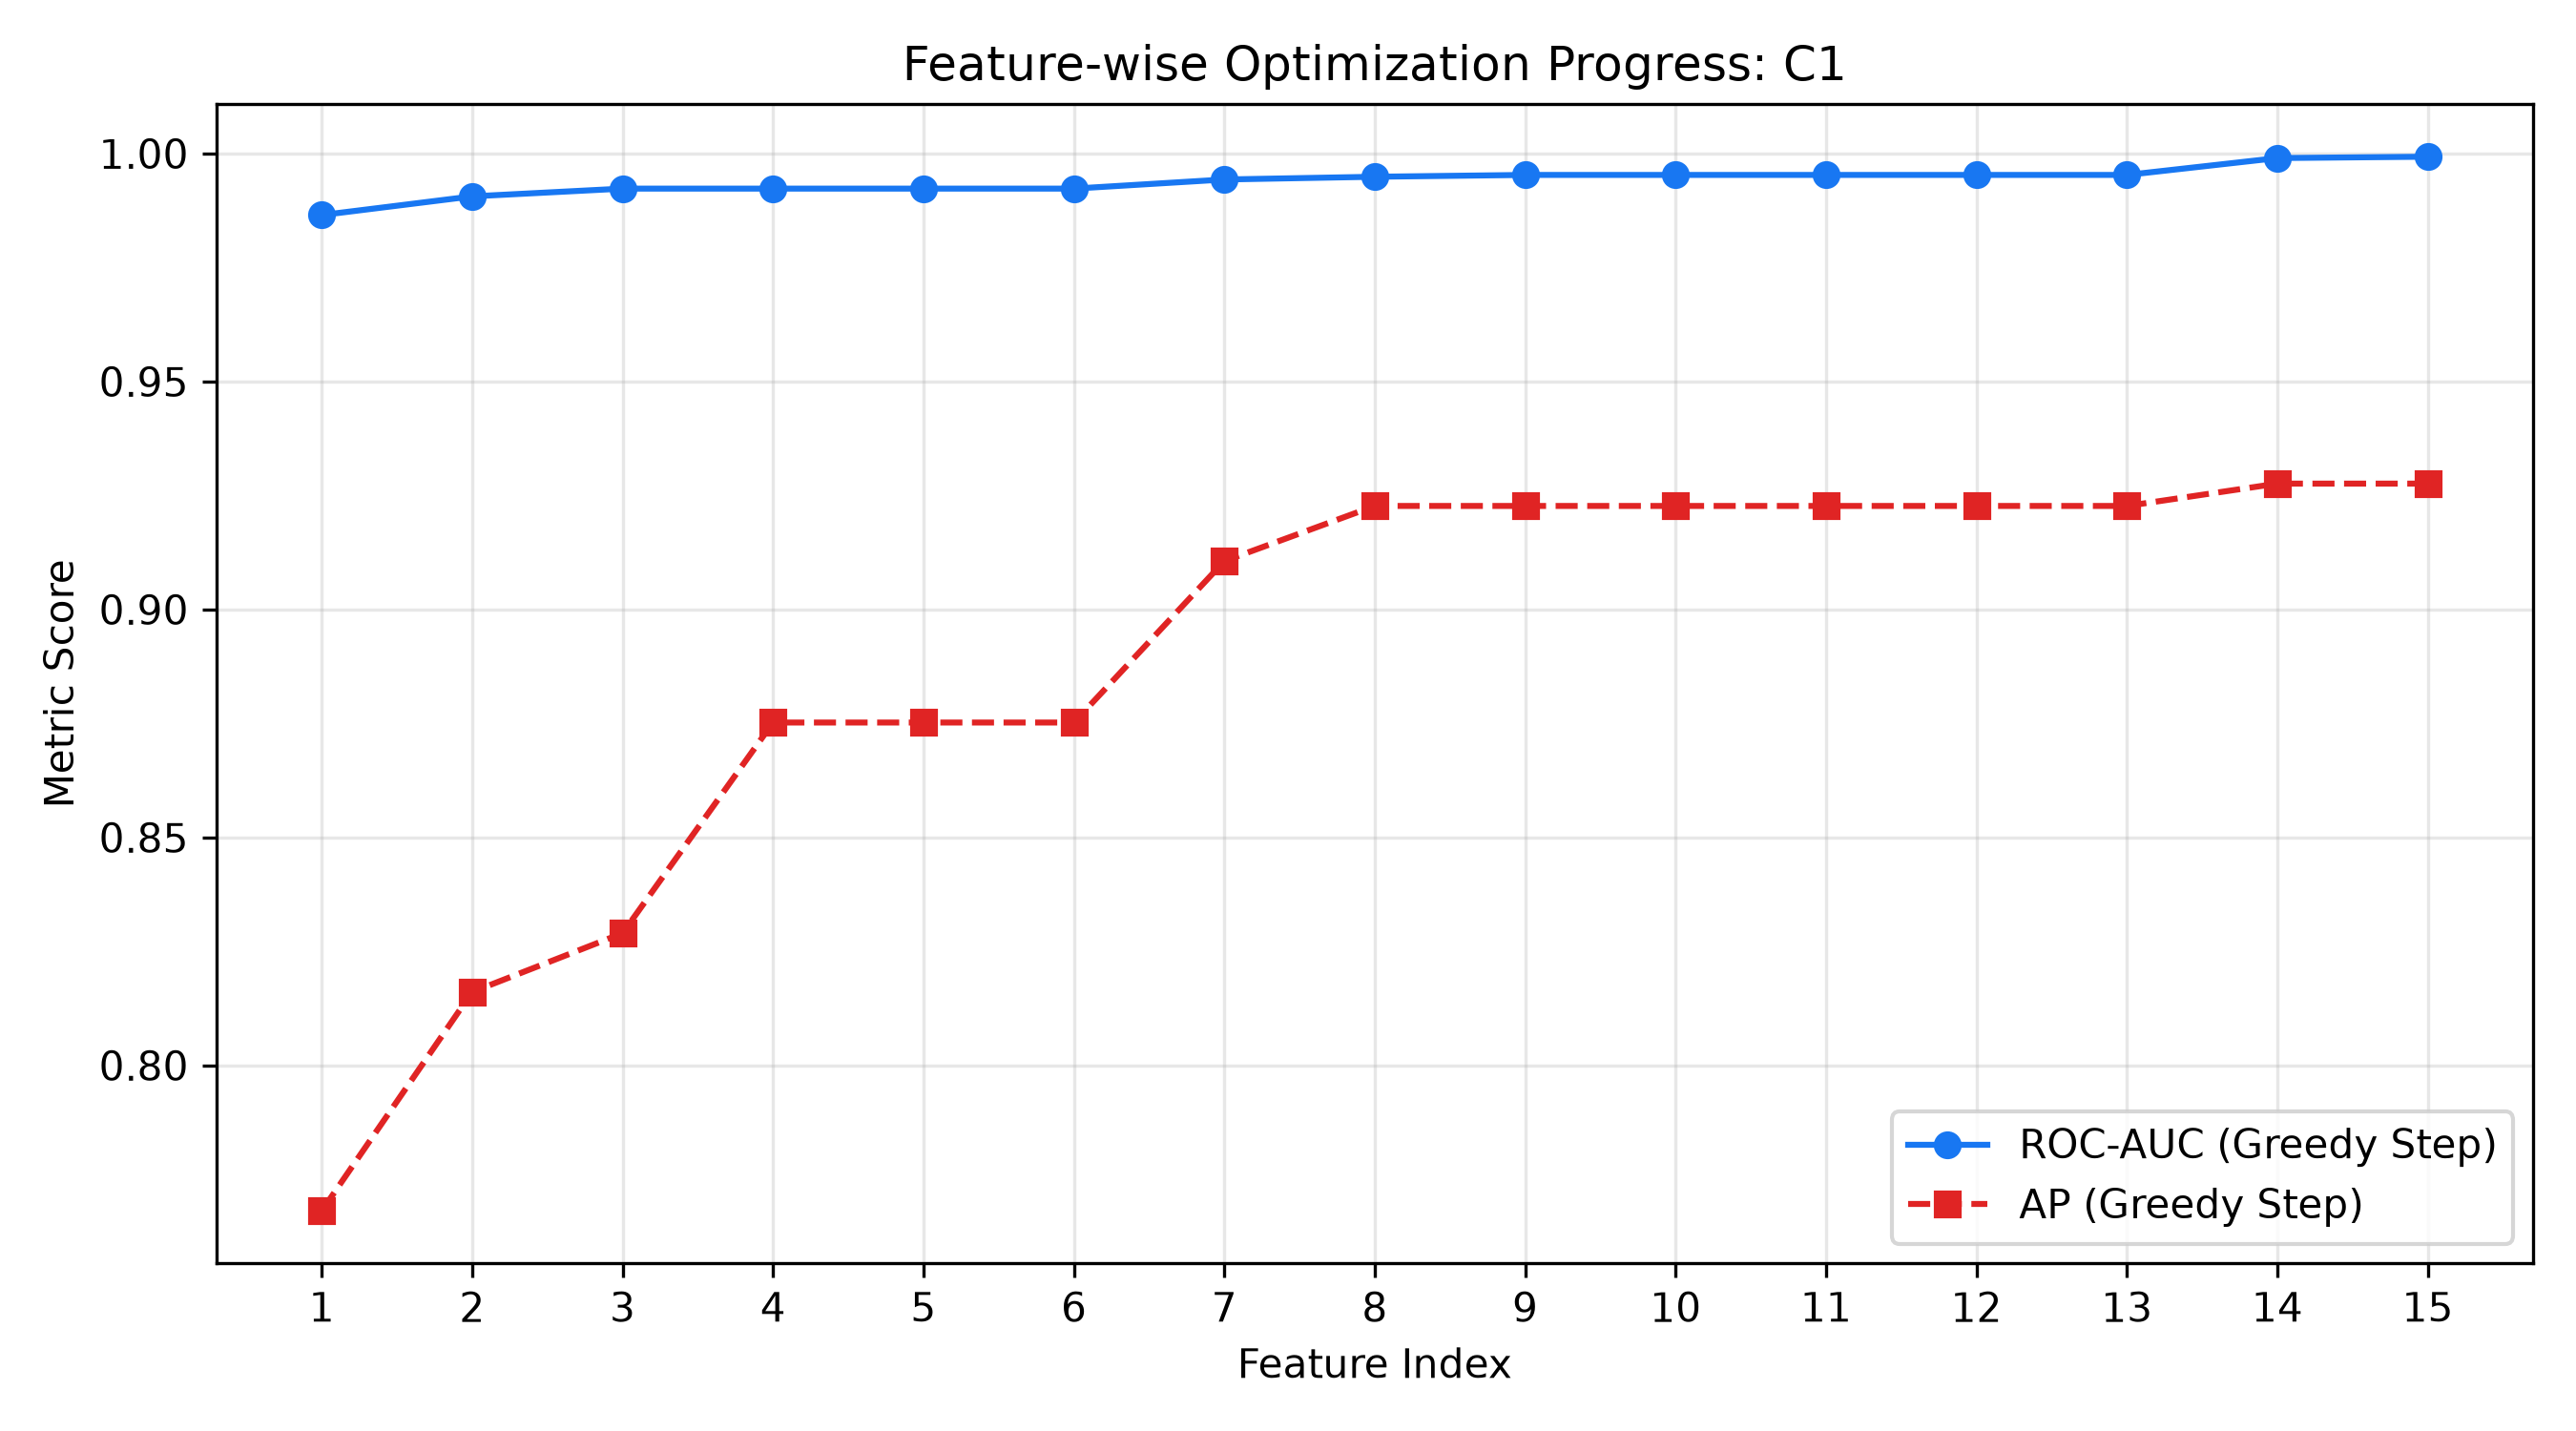 Feature-wise Optimization Progress: C1
1.00
0.95
0.90
0.85
0.80
Metric Score
1 2 3 4 5 6 7 8 9 10 11 12 13 14 15
Feature Index
ROC-AUC (Greedy Step)
AP (Greedy Step)